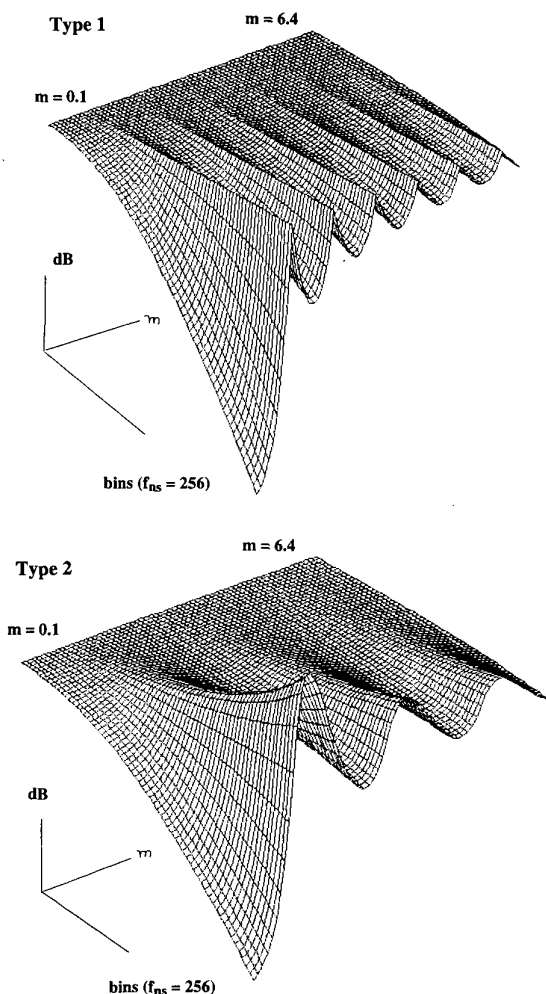 Type 1
m = 6.4
m = 0.1
dB
m
bins (fns = 256)
Type 2
m = 6.4
m = 0.1
dB
m
bins (fns = 256)